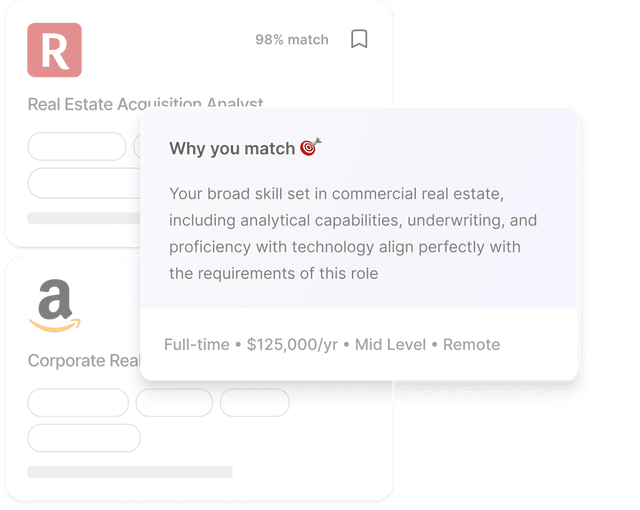 R
98% match
Real Estate Acquisition Analyst
Why you match 🎯
Your broad skill set in commercial real estate,
including analytical capabilities, underwriting, and
proficiency with technology align perfectly with
the requirements of this role
Full-time • $125,000/yr • Mid Level • Remote
a
Corporate Real